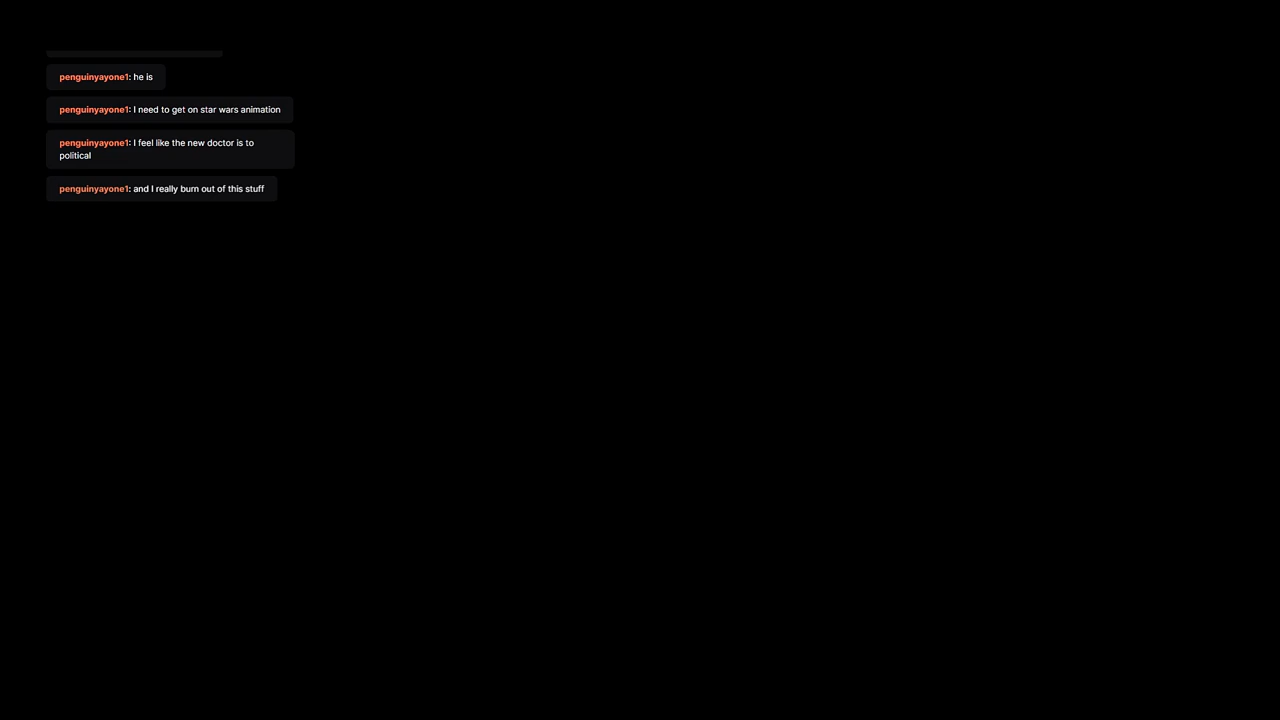 penguinyayone1: he is
penguinyayone1: I need to get on star wars animation
penguinyayone1: I feel like the new doctor is to
political
penguinyayone1: and I really burn out of this stuff